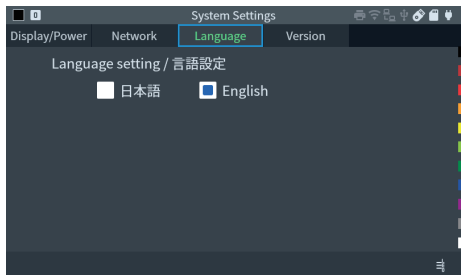 0 System Settings
Display/Power Network Language Version
Language setting / 言語設定
日本語 English